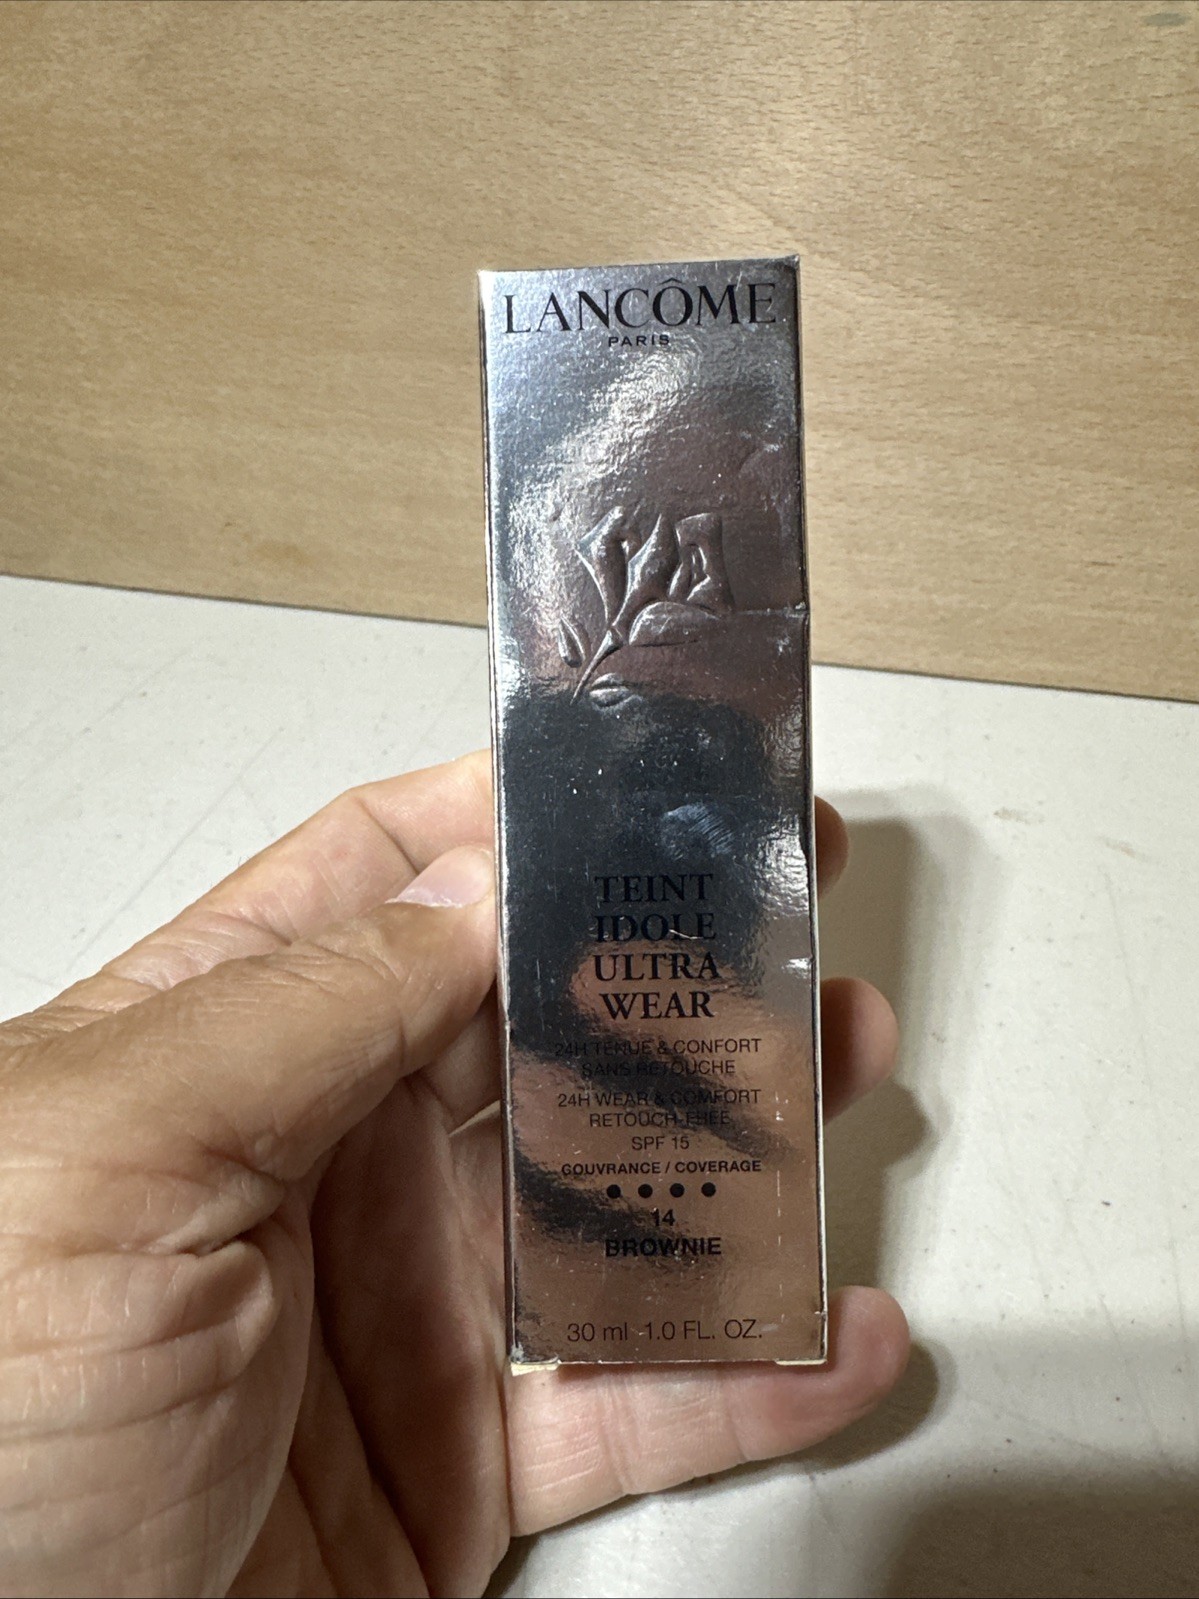 LANCÔME
PARIS
TEINT
IDOLE
ULTRA
WEAR
24H TENUE & CONFORT
SANS RETOUCHE
24H WEAR & COMFORT
RETOUCH-FREE
SPF 15
COUVRANCE / COVERAGE
14
BROWNIE
30 ml 1.0 FL. OZ.